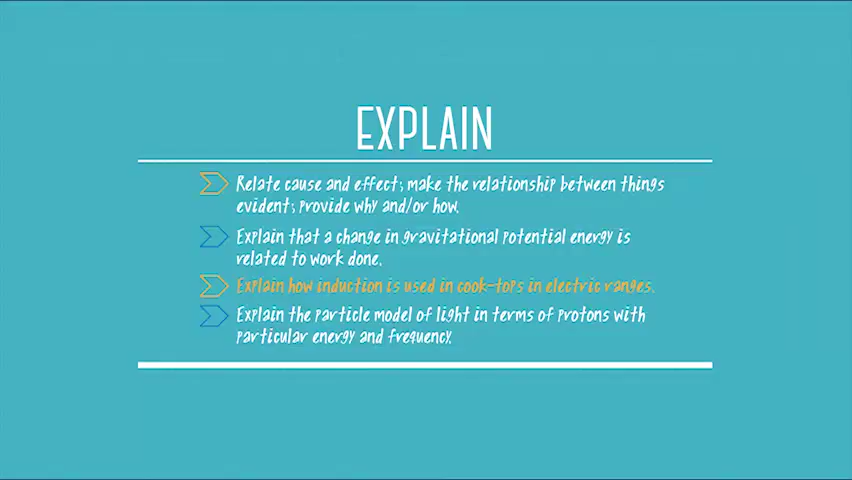 EXPLAIN
Relate cause and effect; make the relationship between things
evident; provide why and/or how.
Explain that a change in gravitational potential energy is
related to work done.
Explain how induction is used in cook-tops in electric ranges.
Explain the particle model of light in terms of protons with
particular energy and frequency.